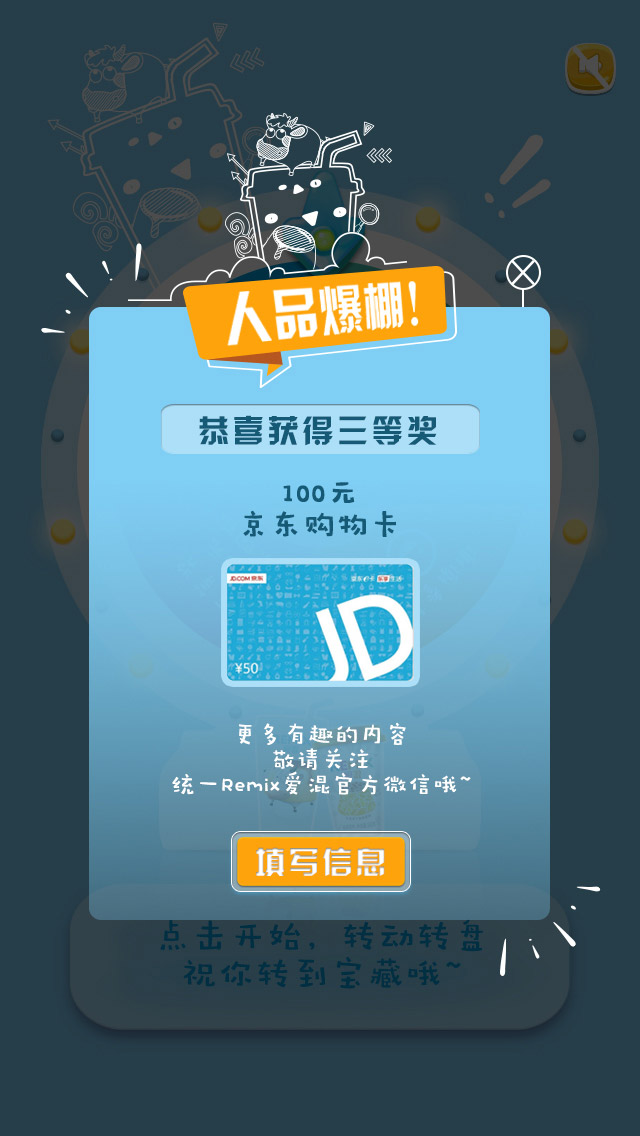 人品爆棚!
恭喜获得三等奖
100元
京东购物卡
JD.COM 京东
JD
¥50
更多有趣的内容
敬请关注
统一Remix爱混官方微信哦~
填写信息
点击开始，转动转盘
祝你转到宝藏哦~